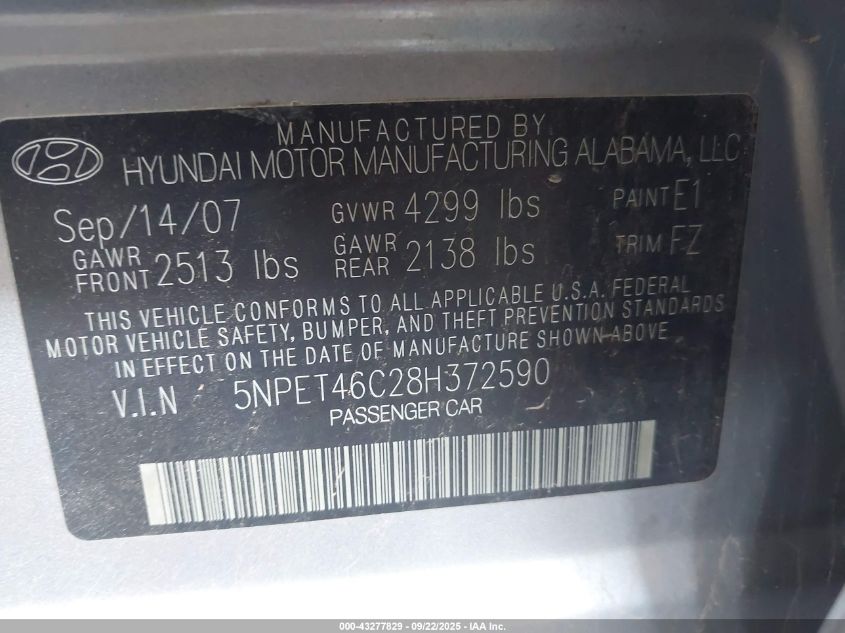 MANUFACTURED BY
HYUNDAI MOTOR MANUFACTURING ALABAMA, LLC
Sep/14/07 GVWR 4299 lbs PAINT E1
GAWR FRONT 2513 lbs GAWR REAR 2138 lbs TRIM FZ
THIS VEHICLE CONFORMS TO ALL APPLICABLE U.S.A. FEDERAL
MOTOR VEHICLE SAFETY, BUMPER, AND THEFT PREVENTION STANDARDS
IN EFFECT ON THE DATE OF MANUFACTURE SHOWN ABOVE
V.I.N 5NPET46C28H372590
PASSENGER CAR
000-43277829 - 09/22/2025 - IAA Inc.